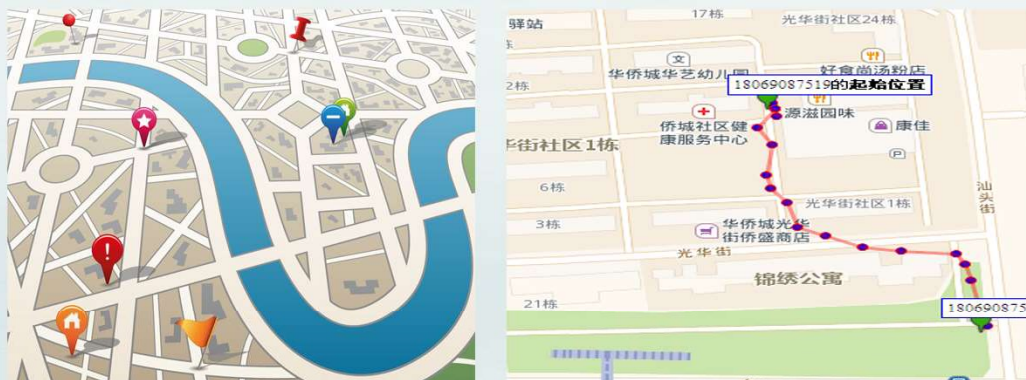 驿站
17栋
光华街社区24栋
文
华侨城华艺幼儿园
好食尚汤粉店
2栋
18069087519的起始位置
源滋园味
侨城社区健
康服务中心
康佳
P
华街社区1栋
6栋
光华街社区1栋
汕头街
3栋
华侨城光华
街侨盛商店
光华街
锦绣公寓
21栋
180690875